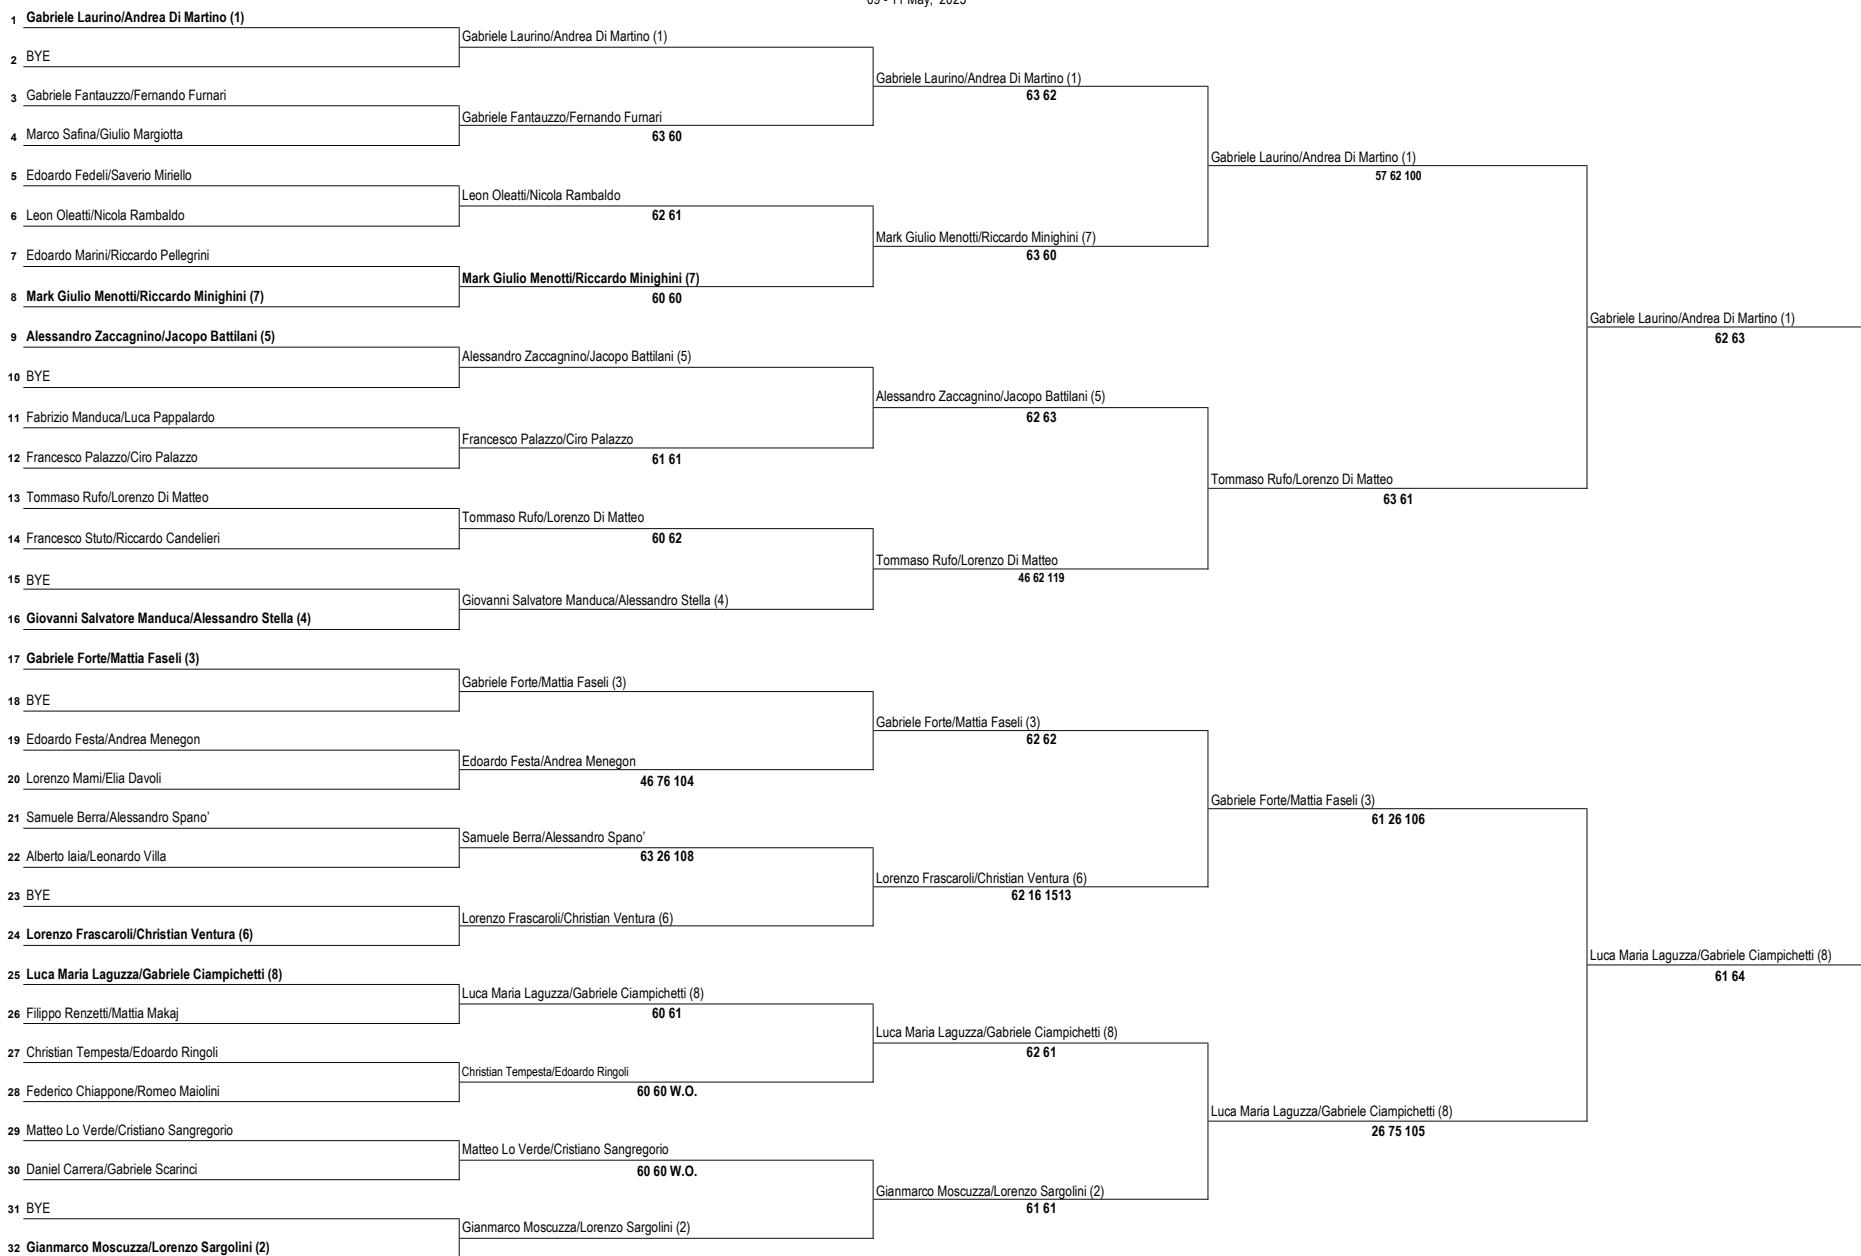 09 - 11 May, 2025
1 Gabriele Laurino/Andrea Di Martino (1)
2 BYE
3 Gabriele Fantauzzo/Fernando Furnari
4 Marco Safina/Giulio Margiotta
5 Edoardo Fedeli/Saverio Miriello
6 Leon Oleatti/Nicola Rambaldo
7 Edoardo Marini/Riccardo Pellegrini
8 Mark Giulio Menotti/Riccardo Minighini (7)
9 Alessandro Zaccagnino/Jacopo Battilani (5)
10 BYE
11 Fabrizio Manduca/Luca Pappalardo
12 Francesco Palazzo/Ciro Palazzo
13 Tommaso Rufo/Lorenzo Di Matteo
14 Francesco Stuto/Riccardo Candelieri
15 BYE
16 Giovanni Salvatore Manduca/Alessandro Stella (4)
17 Gabriele Forte/Mattia Faseli (3)
18 BYE
19 Edoardo Festa/Andrea Menegon
20 Lorenzo Mami/Elia Davoli
21 Samuele Berra/Alessandro Spano’
22 Alberto Iaia/Leonardo Villa
23 BYE
24 Lorenzo Frascaroli/Christian Ventura (6)
25 Luca Maria Laguzza/Gabriele Ciampichetti (8)
26 Filippo Renzetti/Mattia Makaj
27 Christian Tempesta/Edoardo Ringoli
28 Federico Chiappone/Romeo Maiolini
29 Matteo Lo Verde/Cristiano Sangregorio
30 Daniel Carrera/Gabriele Scarinci
31 BYE
32 Gianmarco Moscuzza/Lorenzo Sargolini (2)
Gabriele Laurino/Andrea Di Martino (1)
Gabriele Fantauzzo/Fernando Furnari
63 60
Leon Oleatti/Nicola Rambaldo
62 61
Mark Giulio Menotti/Riccardo Minighini (7)
60 60
Alessandro Zaccagnino/Jacopo Battilani (5)
Francesco Palazzo/Ciro Palazzo
61 61
Tommaso Rufo/Lorenzo Di Matteo
60 62
Giovanni Salvatore Manduca/Alessandro Stella (4)
Gabriele Forte/Mattia Faseli (3)
Edoardo Festa/Andrea Menegon
46 76 104
Samuele Berra/Alessandro Spano’
63 26 108
Lorenzo Frascaroli/Christian Ventura (6)
Luca Maria Laguzza/Gabriele Ciampichetti (8)
60 61
Christian Tempesta/Edoardo Ringoli
60 60 W.O.
Matteo Lo Verde/Cristiano Sangregorio
60 60 W.O.
Gianmarco Moscuzza/Lorenzo Sargolini (2)
Gabriele Laurino/Andrea Di Martino (1)
63 62
Mark Giulio Menotti/Riccardo Minighini (7)
63 60
Alessandro Zaccagnino/Jacopo Battilani (5)
62 63
Tommaso Rufo/Lorenzo Di Matteo
46 62 119
Gabriele Forte/Mattia Faseli (3)
62 62
Lorenzo Frascaroli/Christian Ventura (6)
62 16 1513
Luca Maria Laguzza/Gabriele Ciampichetti (8)
62 61
Gianmarco Moscuzza/Lorenzo Sargolini (2)
61 61
Gabriele Laurino/Andrea Di Martino (1)
57 62 100
Tommaso Rufo/Lorenzo Di Matteo
63 61
Gabriele Forte/Mattia Faseli (3)
61 26 106
Luca Maria Laguzza/Gabriele Ciampichetti (8)
26 75 105
Gabriele Laurino/Andrea Di Martino (1)
62 63
Luca Maria Laguzza/Gabriele Ciampichetti (8)
61 64